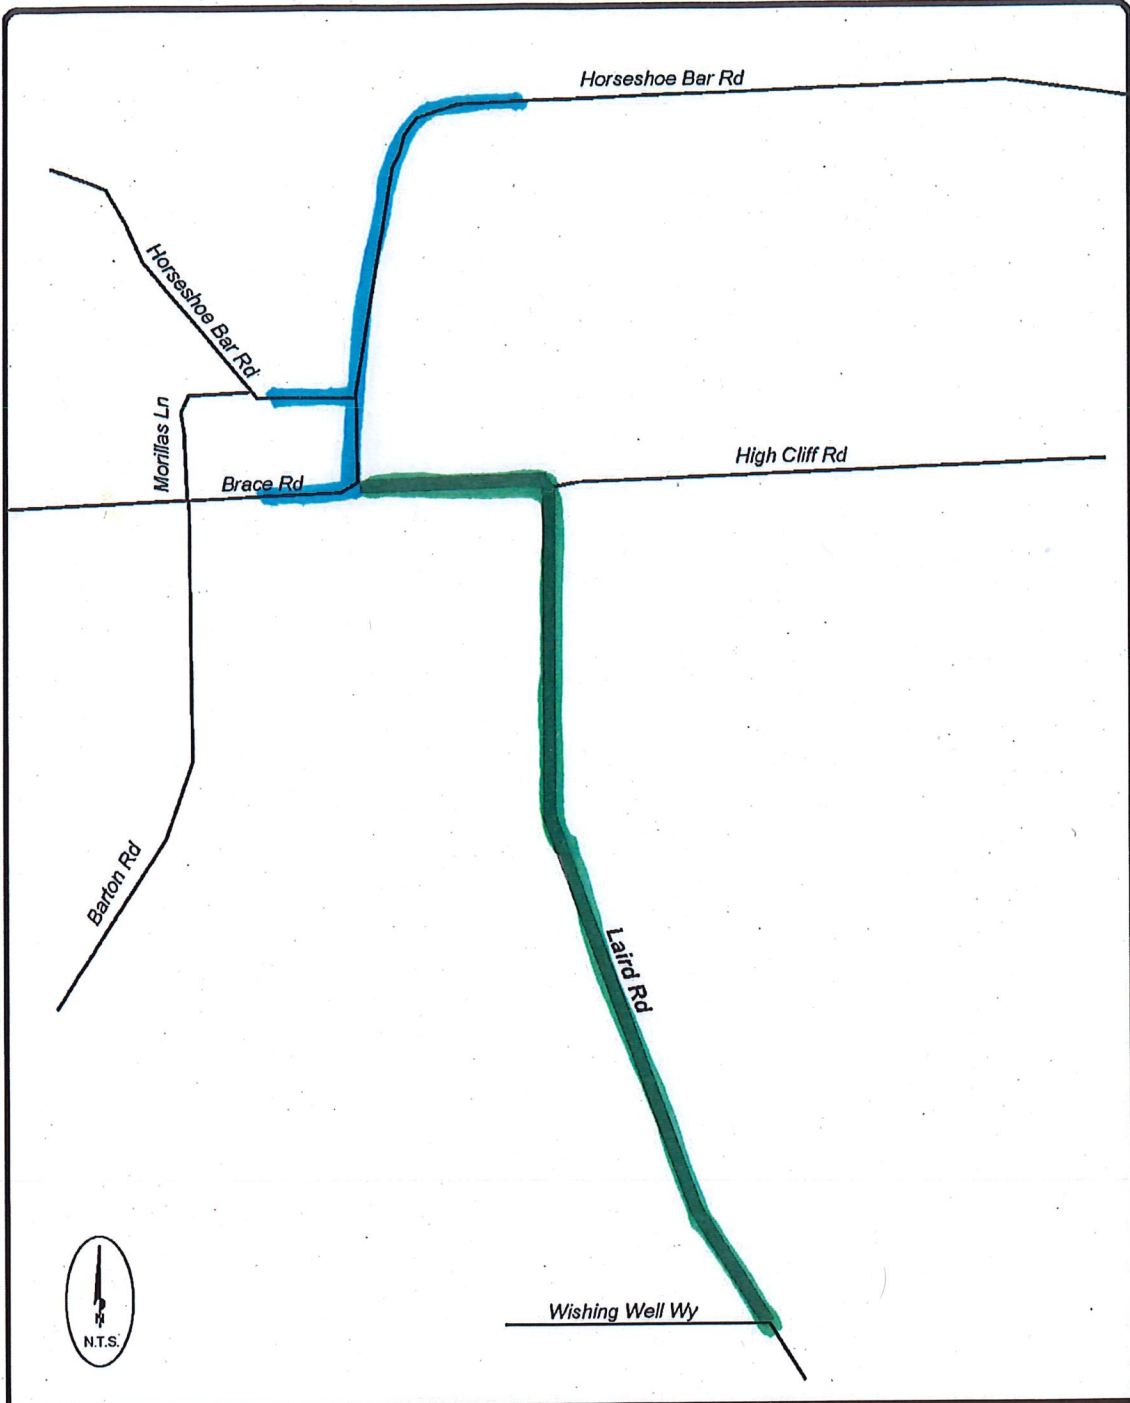 Horseshoe Bar Rd
Horseshoe Bar Rd
Morillas Ln
High Cliff Rd
Brace Rd
Barton Rd
Laird Rd
Wishing Well Wy
N
N.T.S.